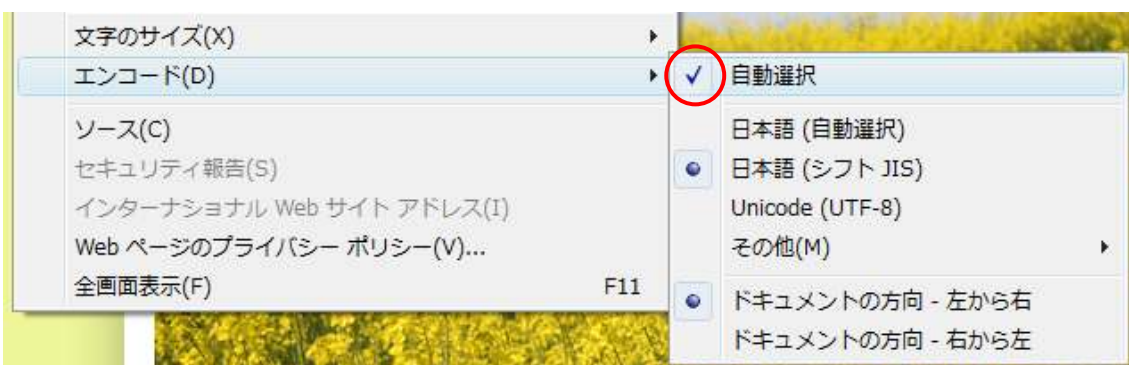 文字のサイズ(X)
エンコード(D)
ソース(C)
セキュリティ報告(S)
インターナショナル Web サイト アドレス(I)
Web ページのプライバシー ポリシー(V)...
全画面表示(F) F11
自動選択
日本語 (自動選択)
日本語 (シフト JIS)
Unicode (UTF-8)
その他(M)
ドキュメントの方向 - 左から右
ドキュメントの方向 - 右から左